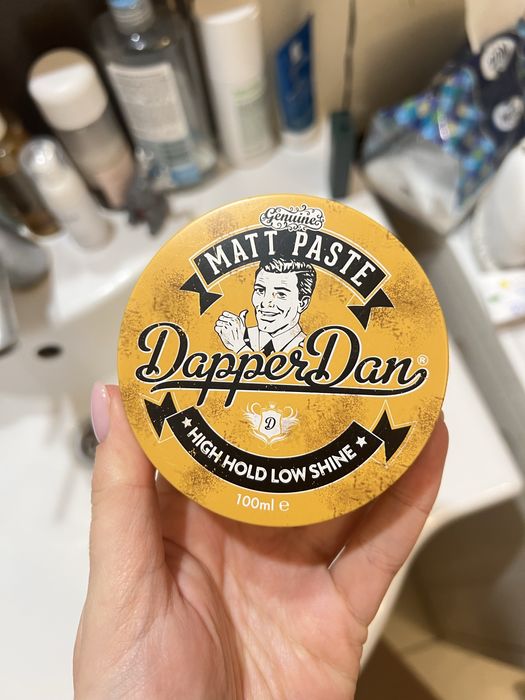 Genuine
MATT PASTE
Dapper Dan®
D
★ HIGH HOLD LOW SHINE ★
100ml ℮